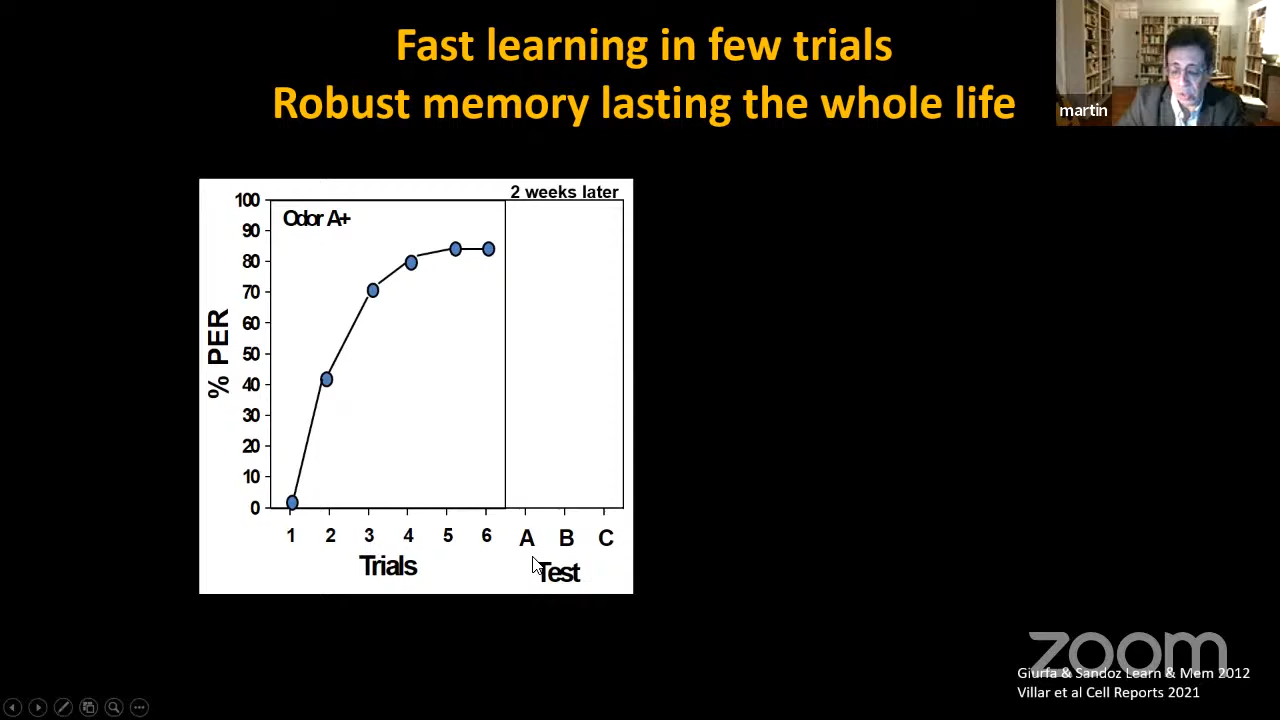 Fast learning in few trials
Robust memory lasting the whole life
martin
2 weeks later
Odor A+
100
90
80
70
60
50
40
30
20
10
0
% PER
1 2 3 4 5 6 A B C
Trials
Test
zoom
Giurfa & Sandoz Learn & Mem 2012
Villar et al Cell Reports 2021